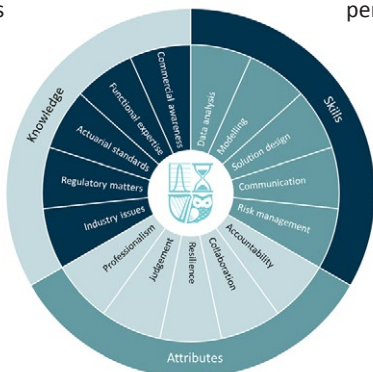 s
per
Knowledge
Commercial awareness
Functional expertise
Actuarial standards
Regulatory matters
Industry issues
Skills
Data analysis
Modelling
Solution design
Communication
Risk management
Attributes
Accountability
Collaboration
Resilience
Judgement
Professionalism